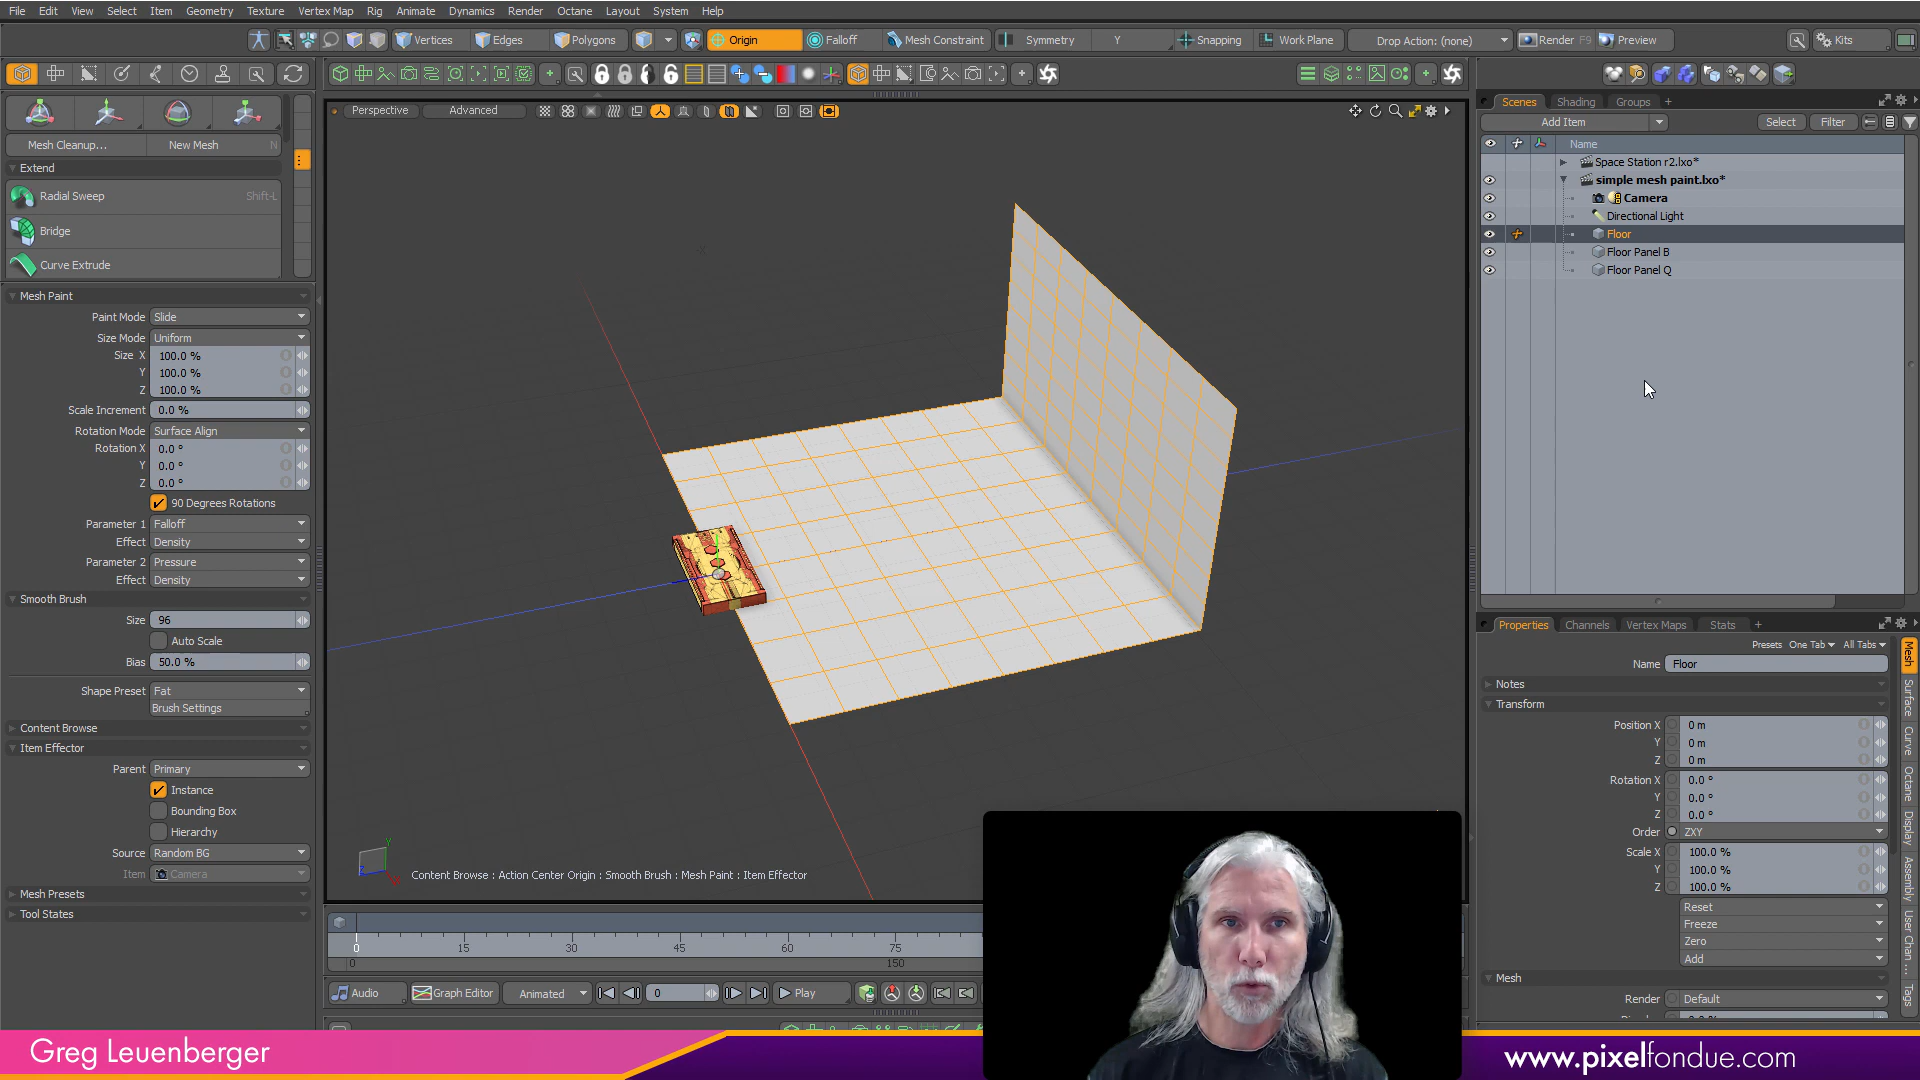 File Edit View Select Item Geometry Texture Vertex Map Rig Animate Dynamics Render Octane Layout System Help
Vertices Edges Polygons Origin Falloff Mesh Constraint Symmetry Y Snapping Work Plane Drop Action: (none) Render F9 Preview Kits
Perspective Advanced
Mesh Cleanup... New Mesh N
Extend
Radial Sweep Shift-L
Bridge
Curve Extrude
Mesh Paint
Paint Mode Slide
Size Mode Uniform
Size X 100.0 %
Y 100.0 %
Z 100.0 %
Scale Increment 0.0 %
Rotation Mode Surface Align
Rotation X 0.0 °
Y 0.0 °
Z 0.0 °
90 Degrees Rotations
Parameter 1 Falloff
Effect Density
Parameter 2 Pressure
Effect Density
Smooth Brush
Size 96
Auto Scale
Bias 50.0 %
Shape Preset Fat
Brush Settings
Content Browse
Item Effector
Parent Primary
Instance
Bounding Box
Hierarchy
Source Random BG
Item Camera
Mesh Presets
Tool States
Content Browse : Action Center Origin : Smooth Brush : Mesh Paint : Item Effector
0 15 30 45 60 75
0 150
Audio Graph Editor Animated 0 Play
Scenes Shading Groups +
Add Item Select Filter
Name
Space Station r2.lxo*
simple mesh paint.lxo*
Camera
Directional Light
Floor
Floor Panel B
Floor Panel Q
Properties Channels Vertex Maps Stats +
Presets One Tab All Tabs
Name Floor
Notes
Transform
Position X 0 m
Y 0 m
Z 0 m
Rotation X 0.0 °
Y 0.0 °
Z 0.0 °
Order ZXY
Scale X 100.0 %
Y 100.0 %
Z 100.0 %
Reset
Freeze
Zero
Add
Mesh
Render Default
Mesh
Surface
Curve
Octane
Display
Assembly
User Chan ...
Tags
Greg Leuenberger
www.pixelfondue.com